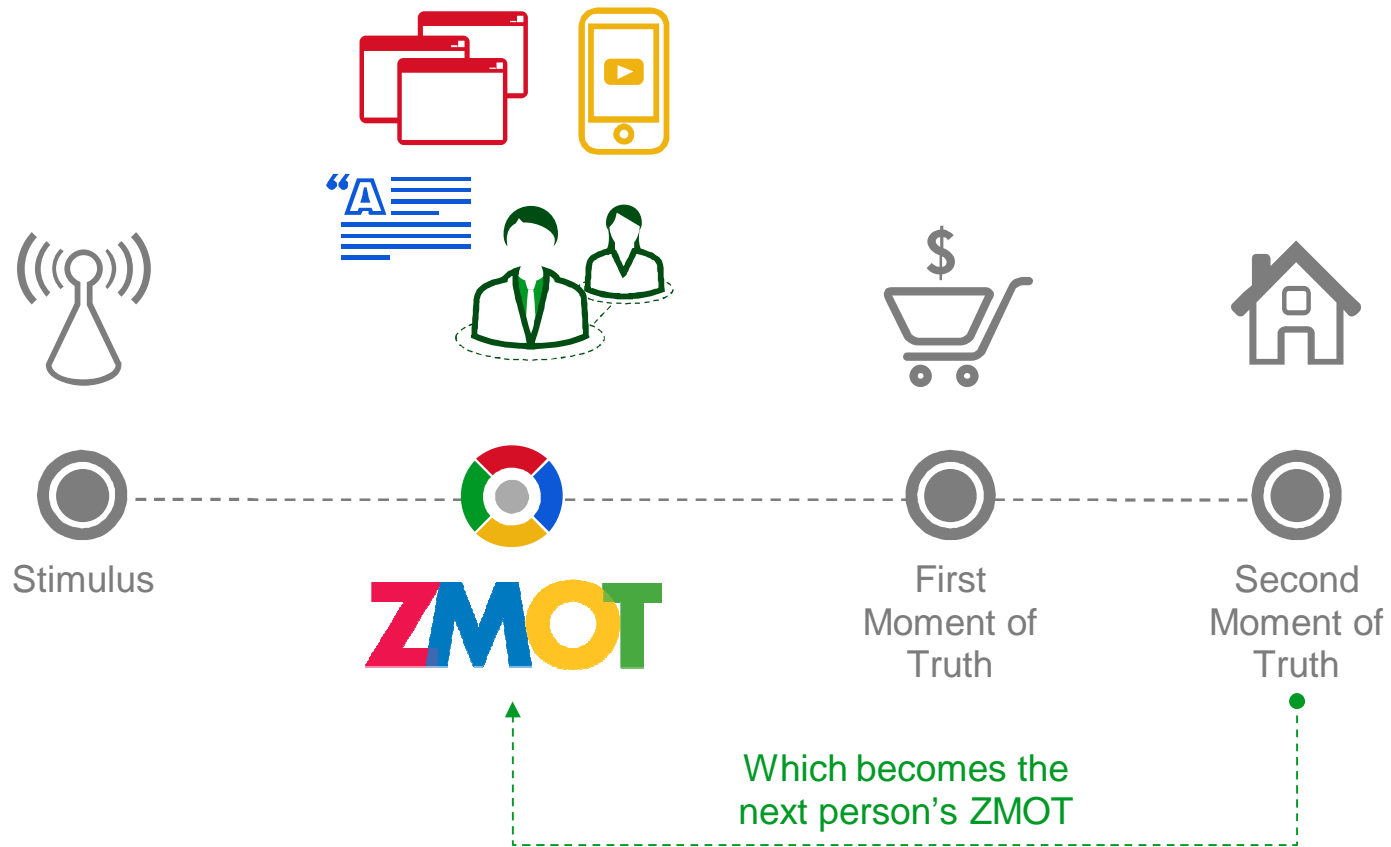 “A
$
Stimulus
ZMOT
First
Moment of
Truth
Second
Moment of
Truth
Which becomes the
next person’s ZMOT